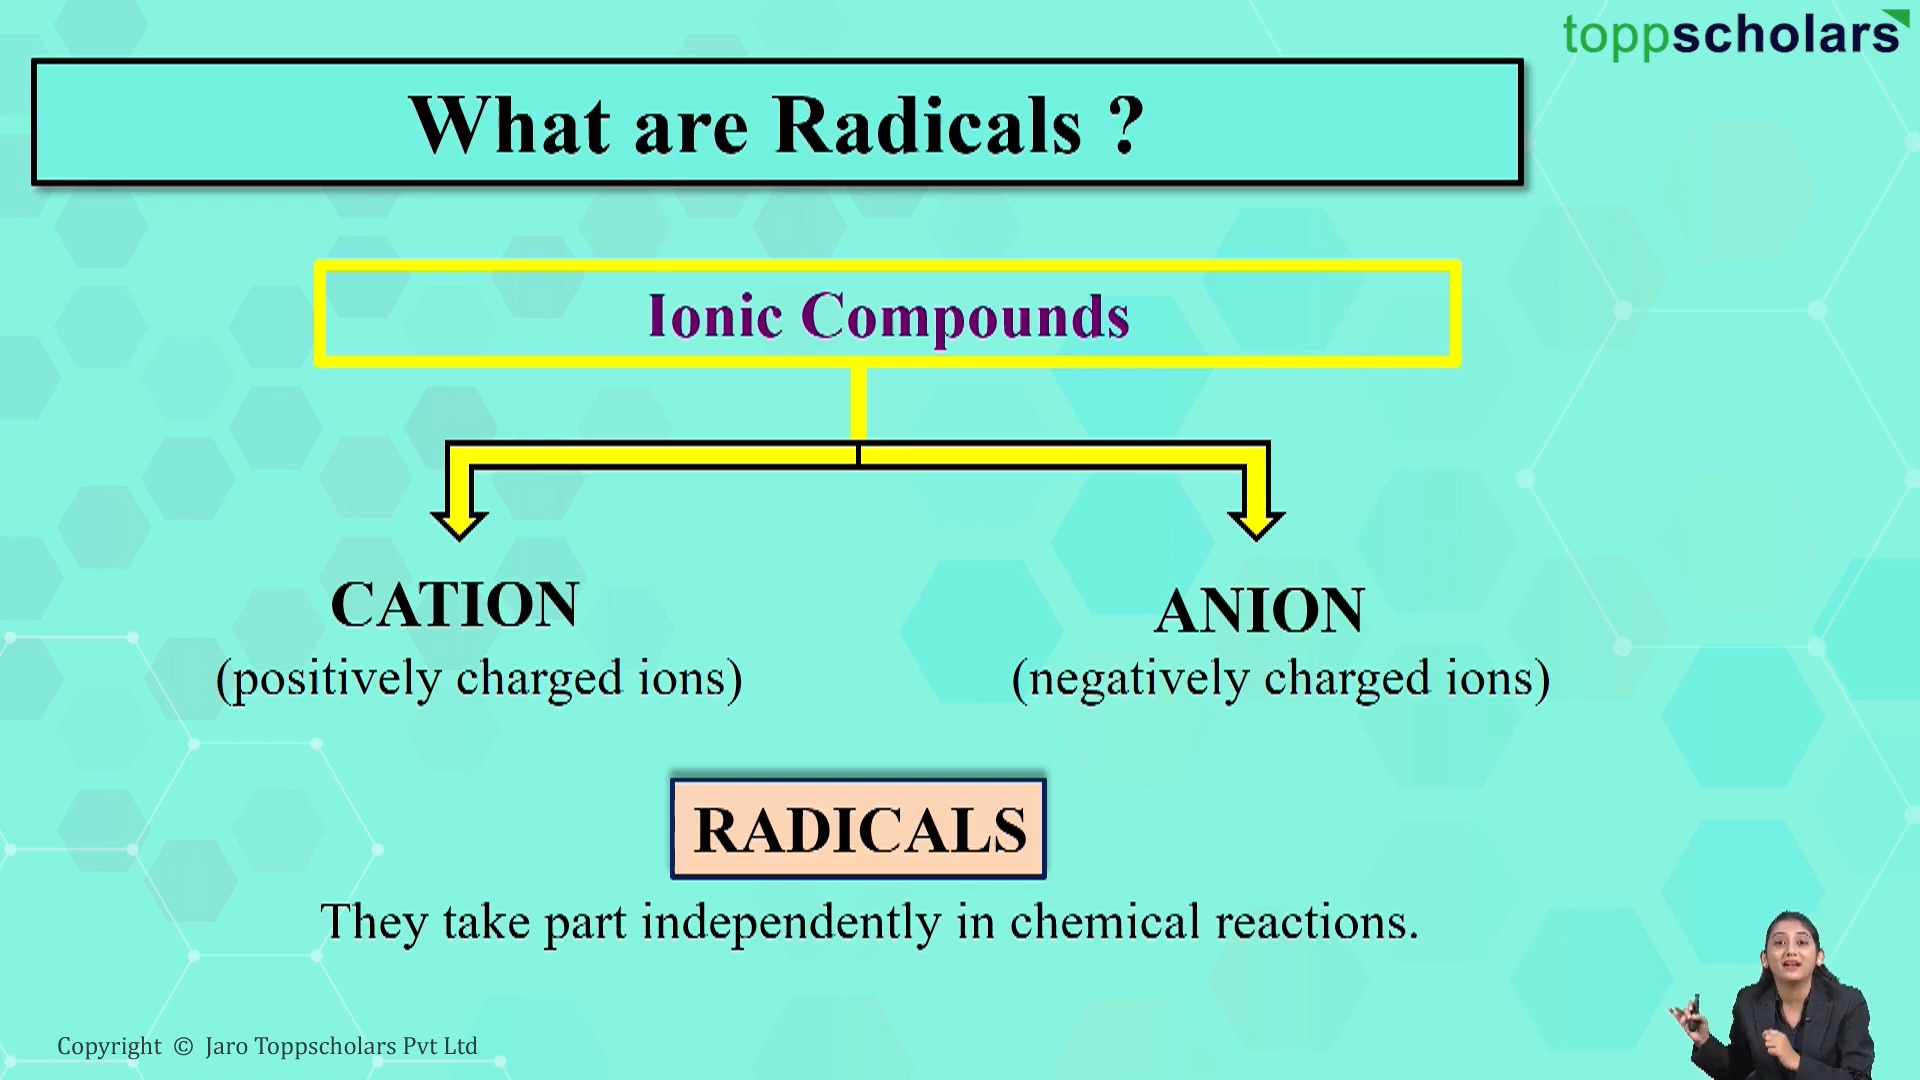 toppscholars
What are Radicals ?
Ionic Compounds
CATION
(positively charged ions)
ANION
(negatively charged ions)
RADICALS
They take part independently in chemical reactions.
Copyright © Jaro Toppscholars Pvt Ltd